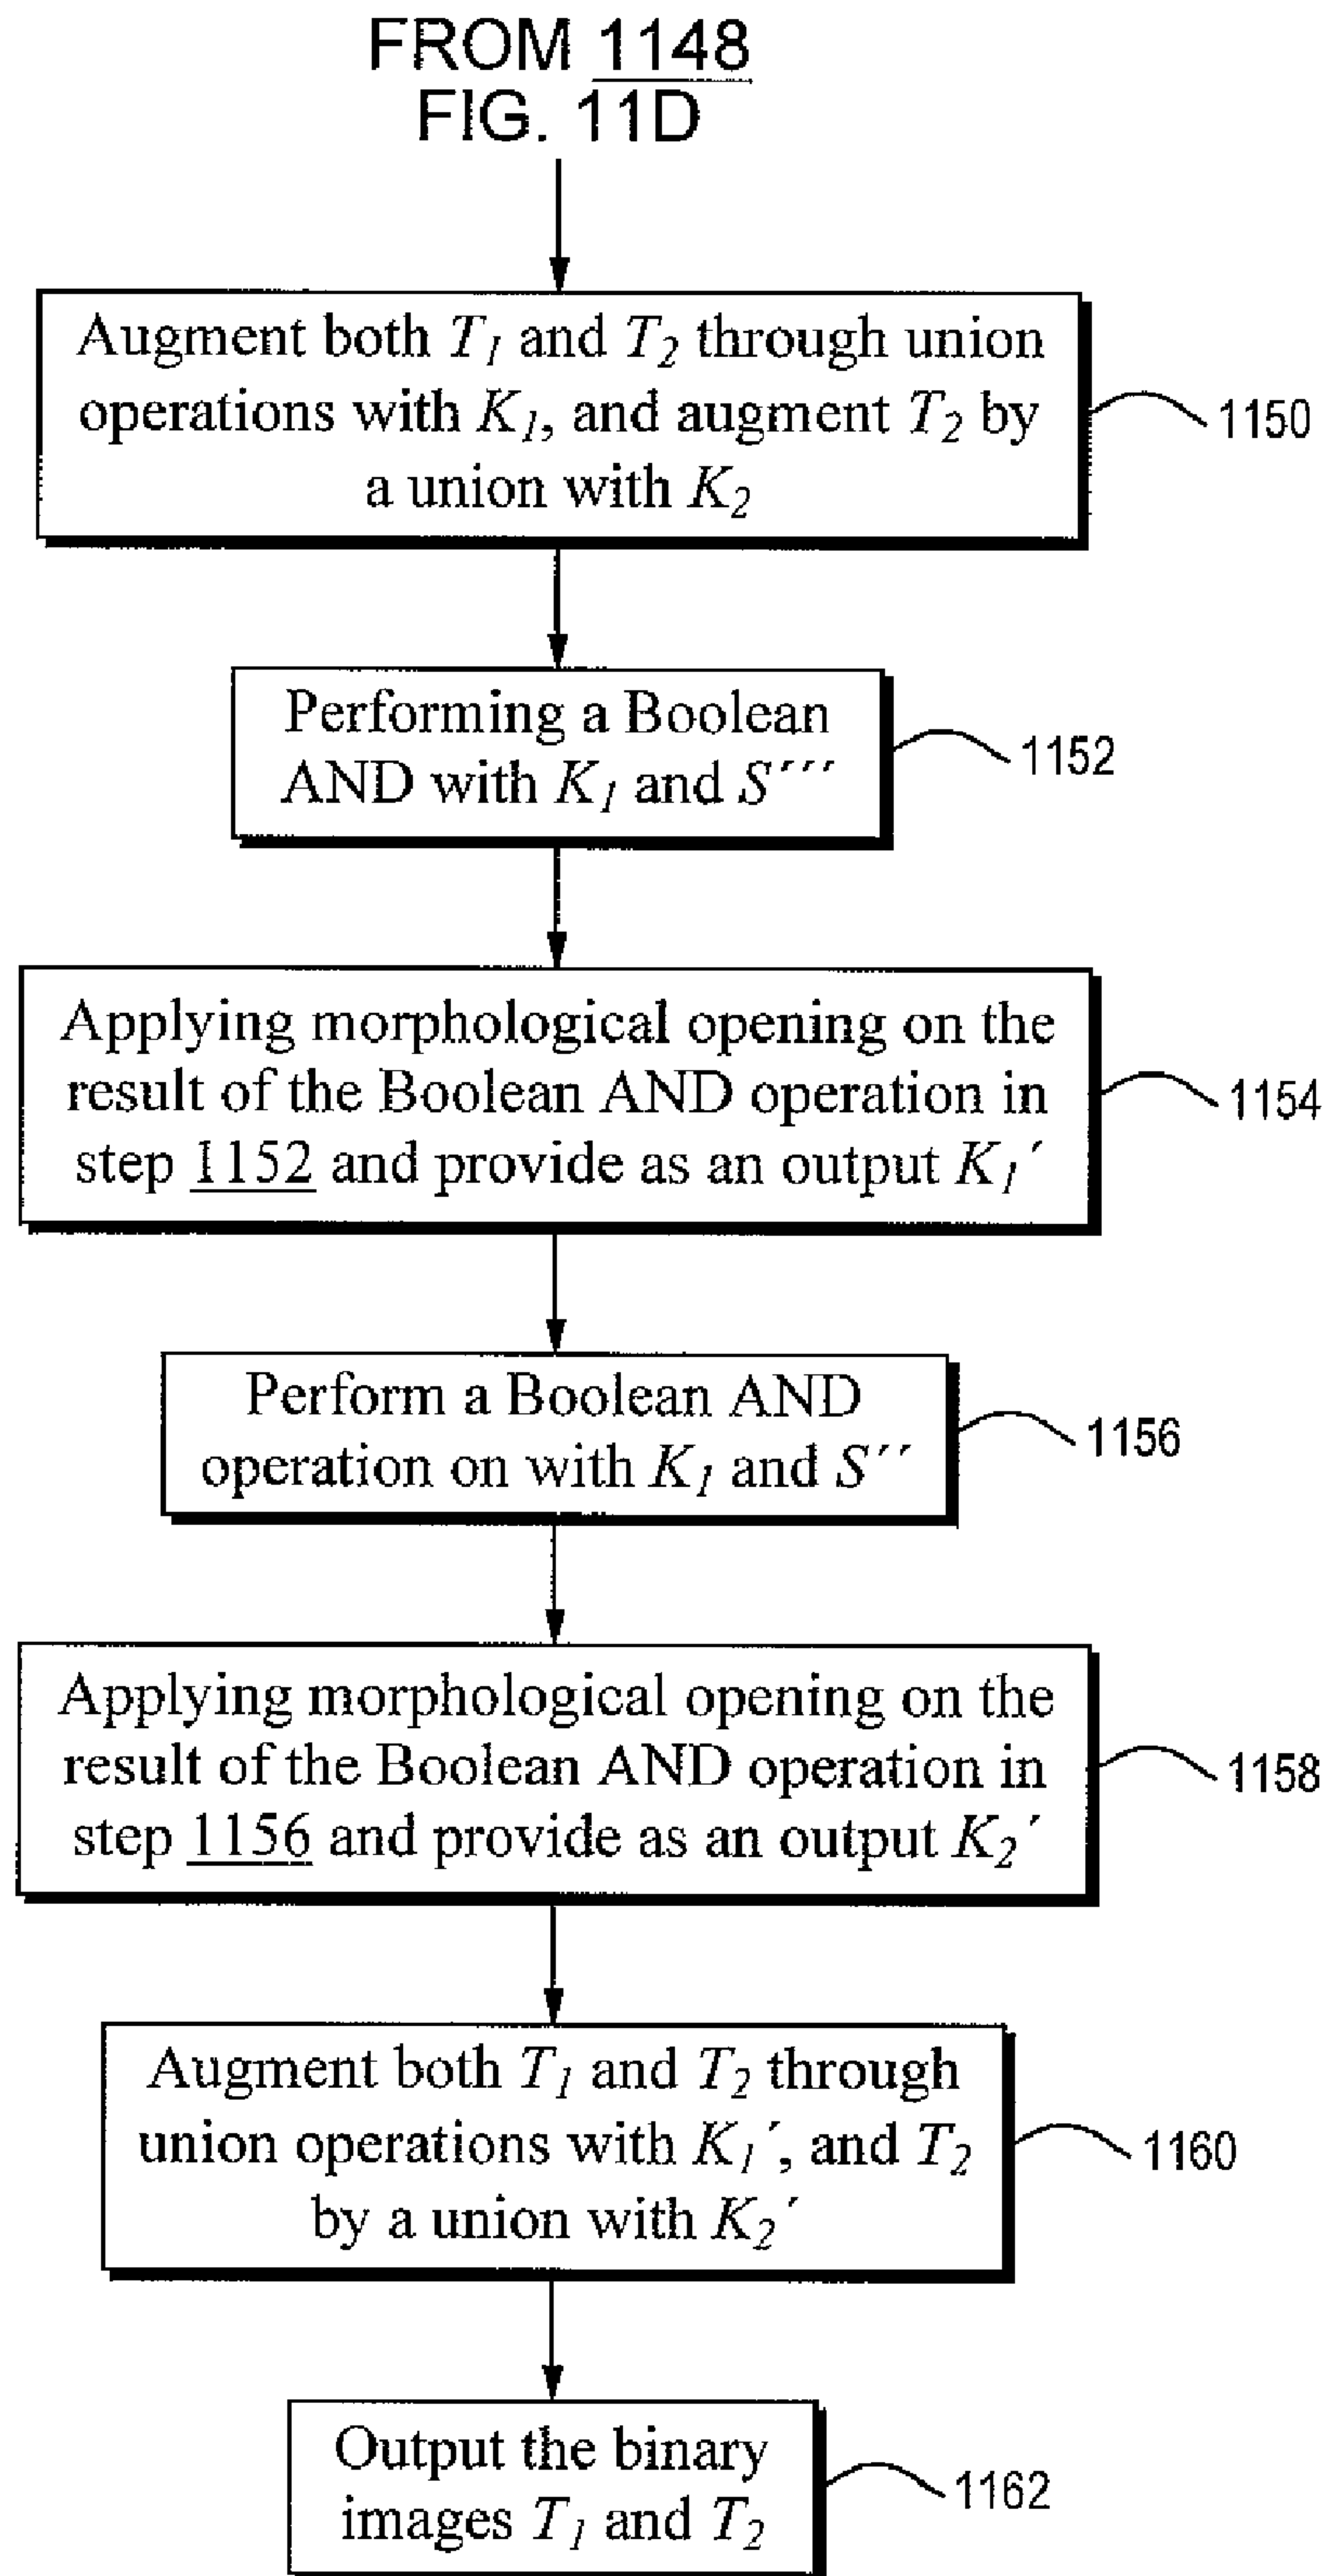 FROM 1148
FIG. 11D
Augment both T₁ and T₂ through union
operations with K₁, and augment T₂ by
a union with K₂
1150
Performing a Boolean
AND with K₁ and S´´´
1152
Applying morphological opening on the
result of the Boolean AND operation in
step 1152 and provide as an output K₁´
1154
Perform a Boolean AND
operation on with K₁ and S´´
1156
Applying morphological opening on the
result of the Boolean AND operation in
step 1156 and provide as an output K₂´
1158
Augment both T₁ and T₂ through
union operations with K₁´, and T₂
by a union with K₂´
1160
Output the binary
images T₁ and T₂
1162